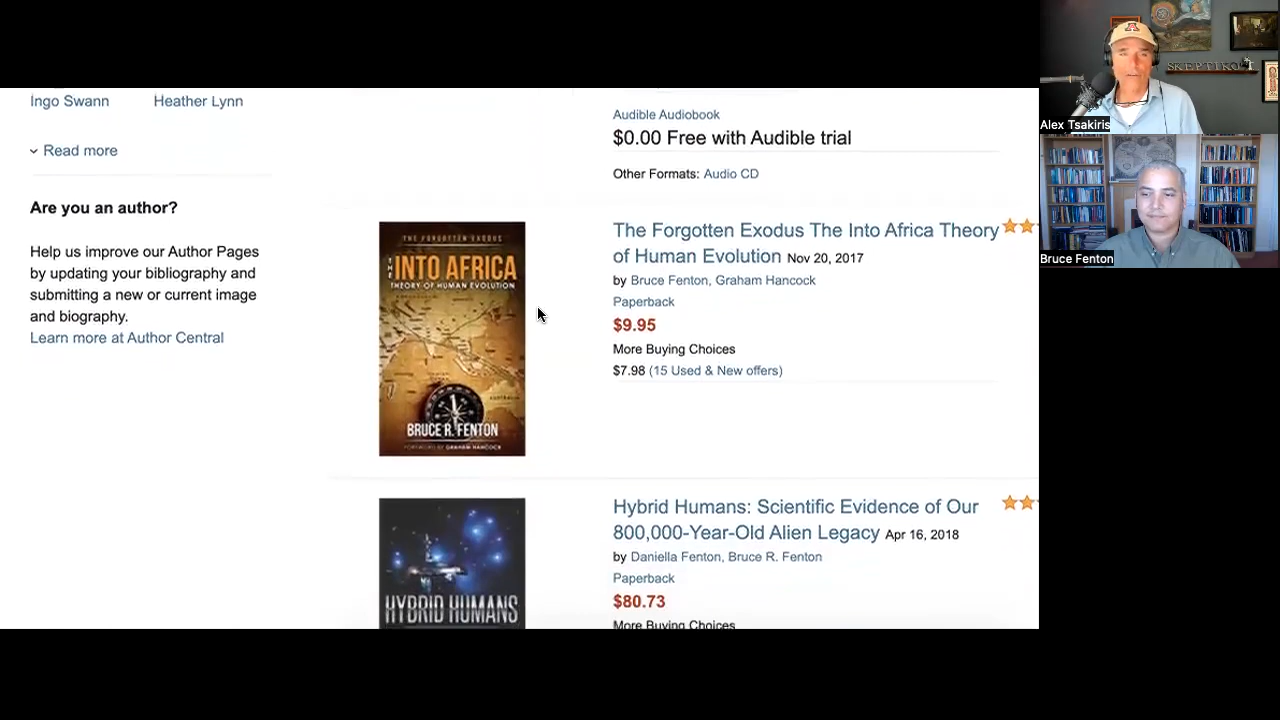 Ingo Swann Heather Lynn
Read more
Are you an author?
Help us improve our Author Pages
by updating your bibliography and
submitting a new or current image
and biography.
Learn more at Author Central
Audible Audiobook
$0.00 Free with Audible trial
Other Formats: Audio CD
THE FORGOTTEN EXODUS
THE
INTO AFRICA
THEORY OF HUMAN EVOLUTION
BRUCE R. FENTON
FOREWORD BY GRAHAM HANCOCK
The Forgotten Exodus The Into Africa Theory
of Human Evolution Nov 20, 2017
by Bruce Fenton, Graham Hancock
Paperback
$9.95
More Buying Choices
$7.98 (15 Used & New offers)
HYBRID HUMANS
Hybrid Humans: Scientific Evidence of Our
800,000-Year-Old Alien Legacy Apr 16, 2018
by Daniella Fenton, Bruce R. Fenton
Paperback
$80.73
More Buying Choices
SKEPTIKO
Alex Tsakiris
Bruce Fenton